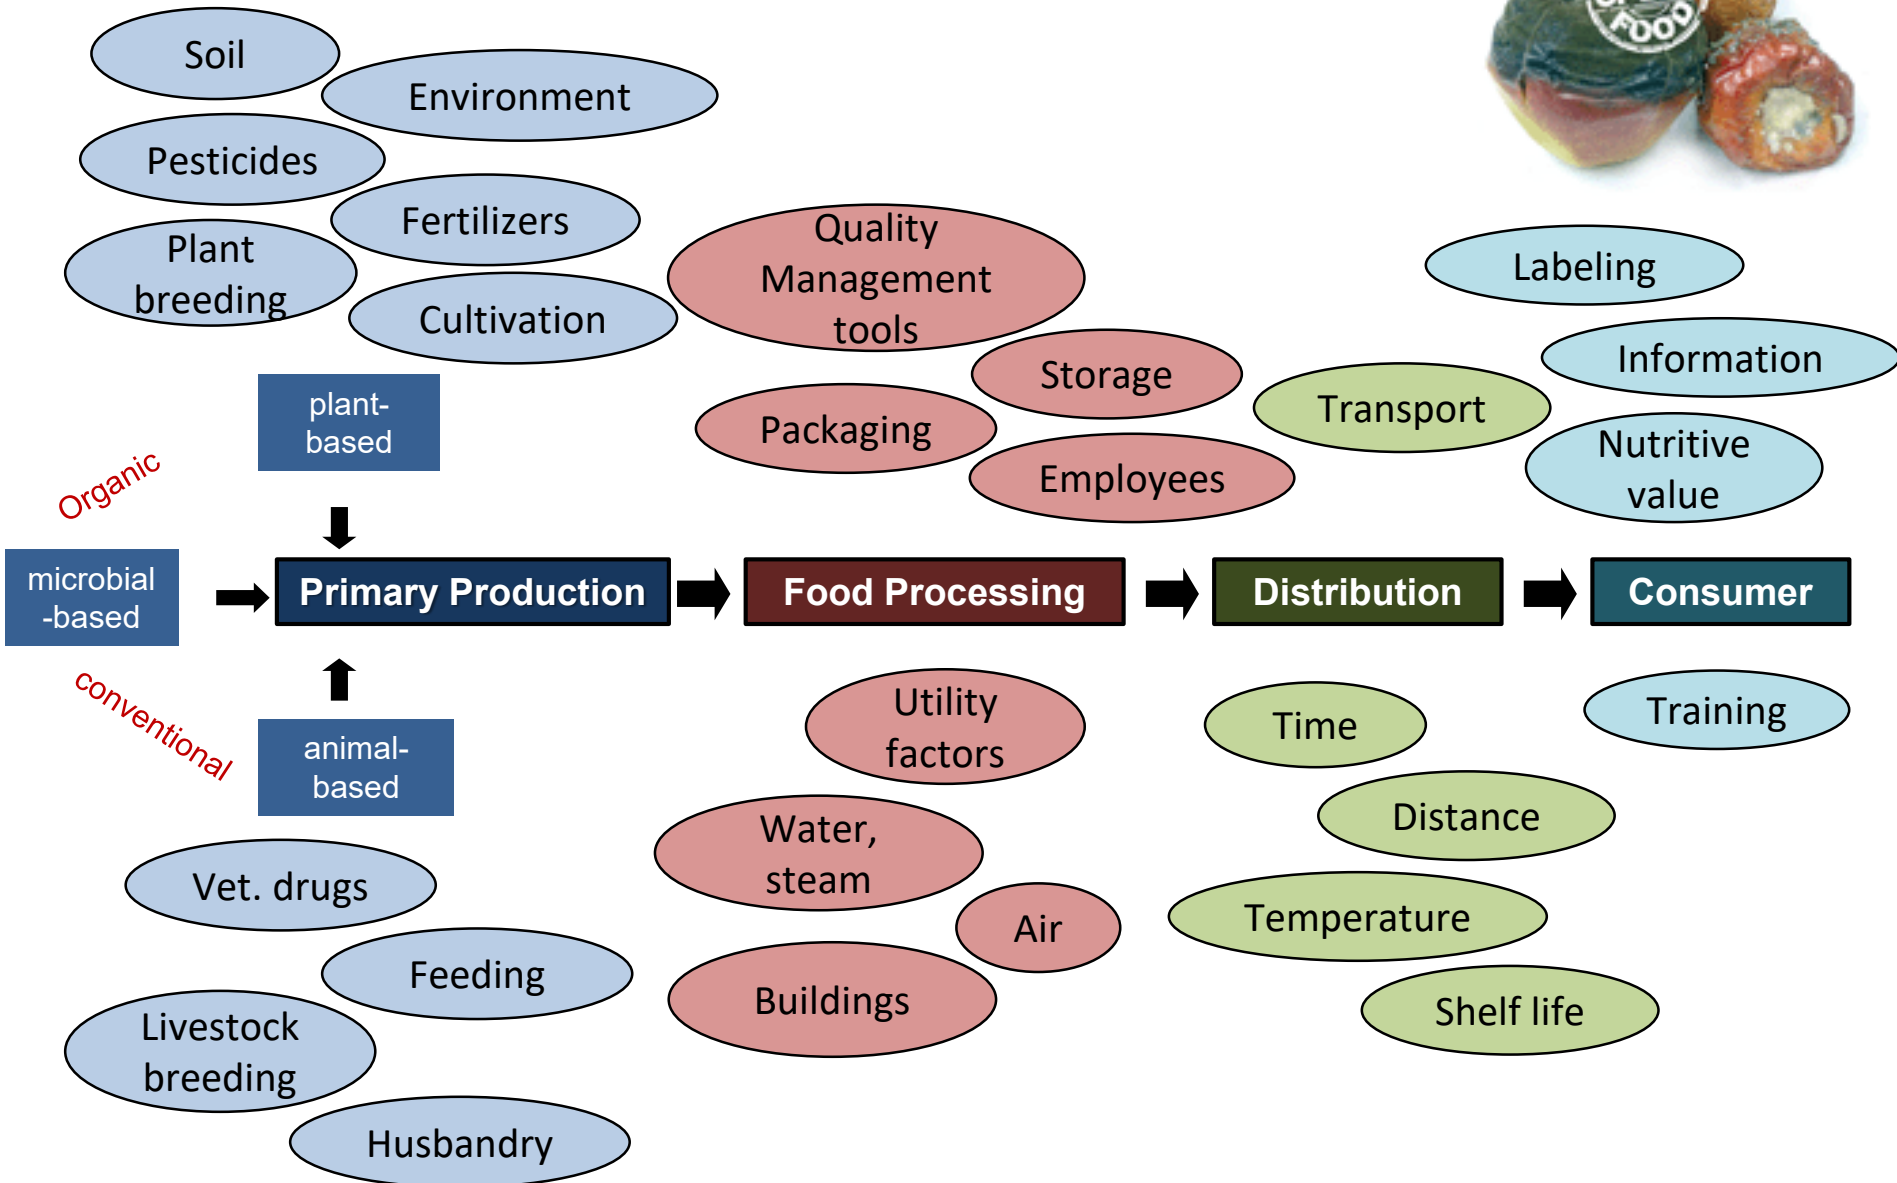 FOOD
Soil
Environment
Pesticides
Fertilizers
Plant
breeding
Cultivation
Quality
Management
tools
Storage
Packaging
Employees
Transport
Labeling
Information
Nutritive
value
plant-
based
Organic
microbial
-based
conventional
animal-
based
Primary Production
Food Processing
Distribution
Consumer
Vet. drugs
Feeding
Livestock
breeding
Husbandry
Utility
factors
Water,
steam
Air
Buildings
Time
Distance
Temperature
Shelf life
Training